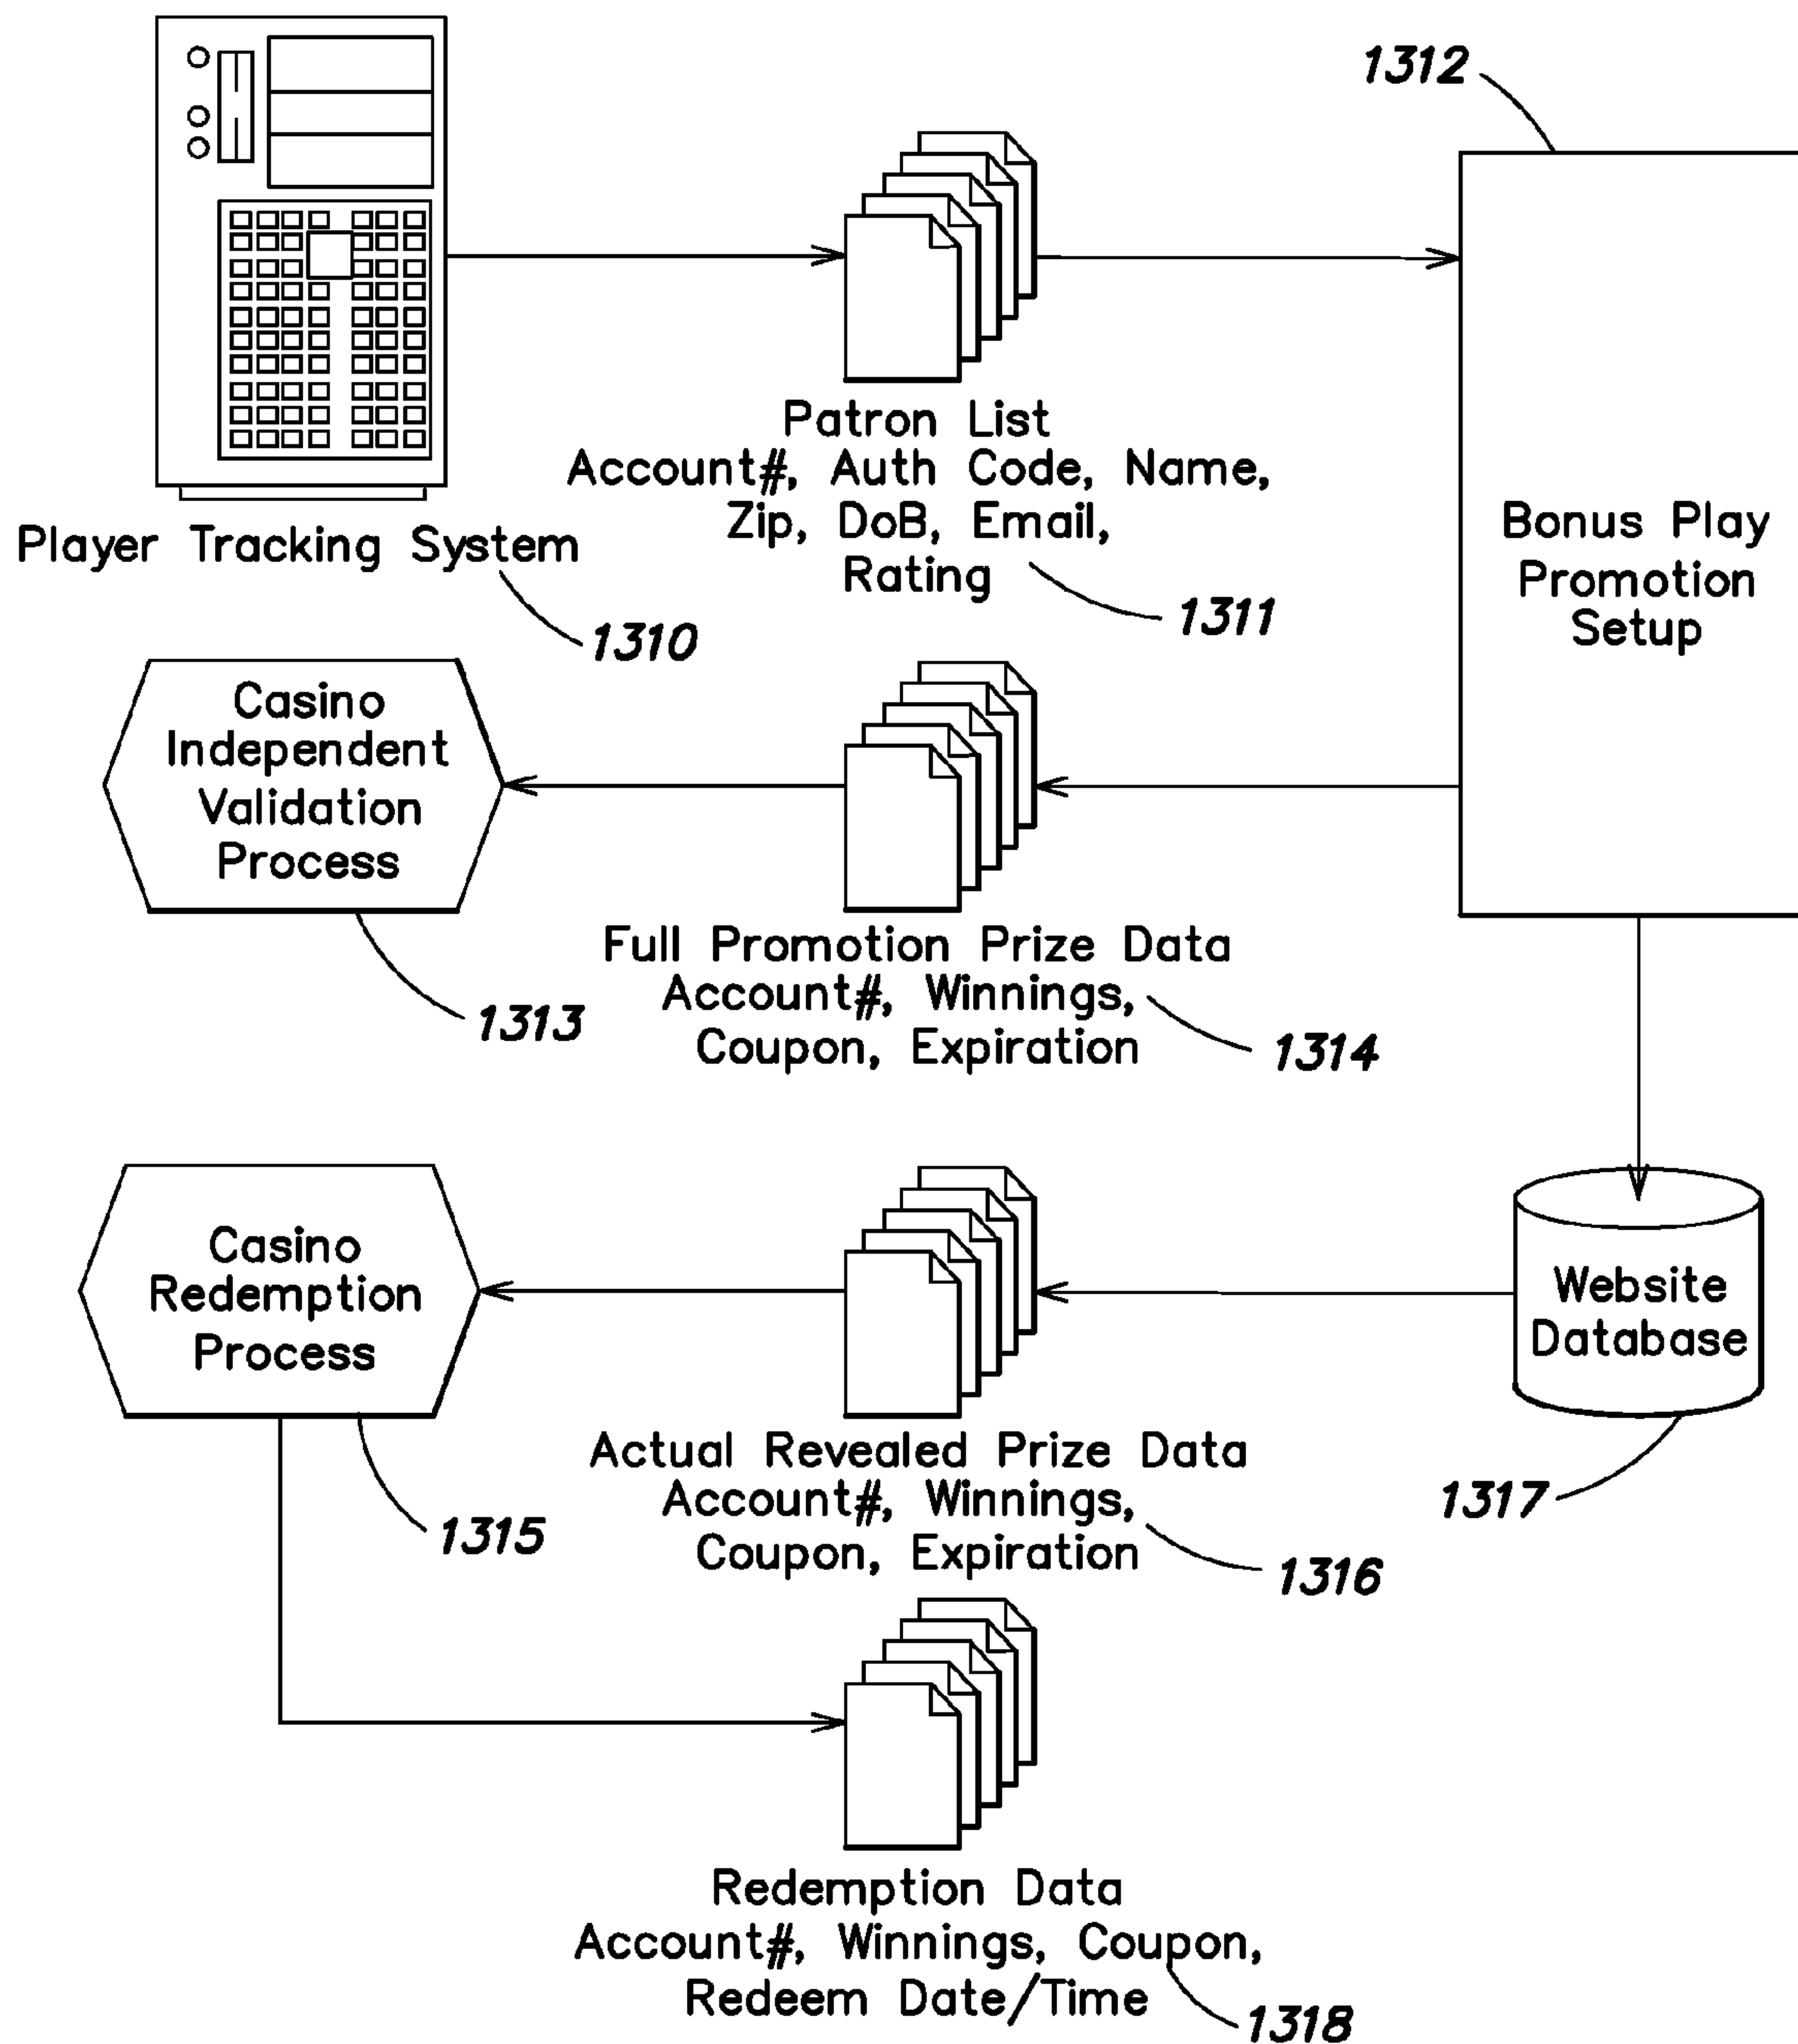 1312
Patron List
Account#, Auth Code, Name,
Zip, DoB, Email,
Rating
Player Tracking System
Bonus Play
Promotion
Setup
1311
1310
Casino
Independent
Validation
Process
Full Promotion Prize Data
Account#, Winnings,
Coupon, Expiration
1313
1314
Casino
Redemption
Process
Website
Database
Actual Revealed Prize Data
Account#, Winnings,
Coupon, Expiration
1317
1315
1316
Redemption Data
Account#, Winnings, Coupon,
Redeem Date/Time
1318